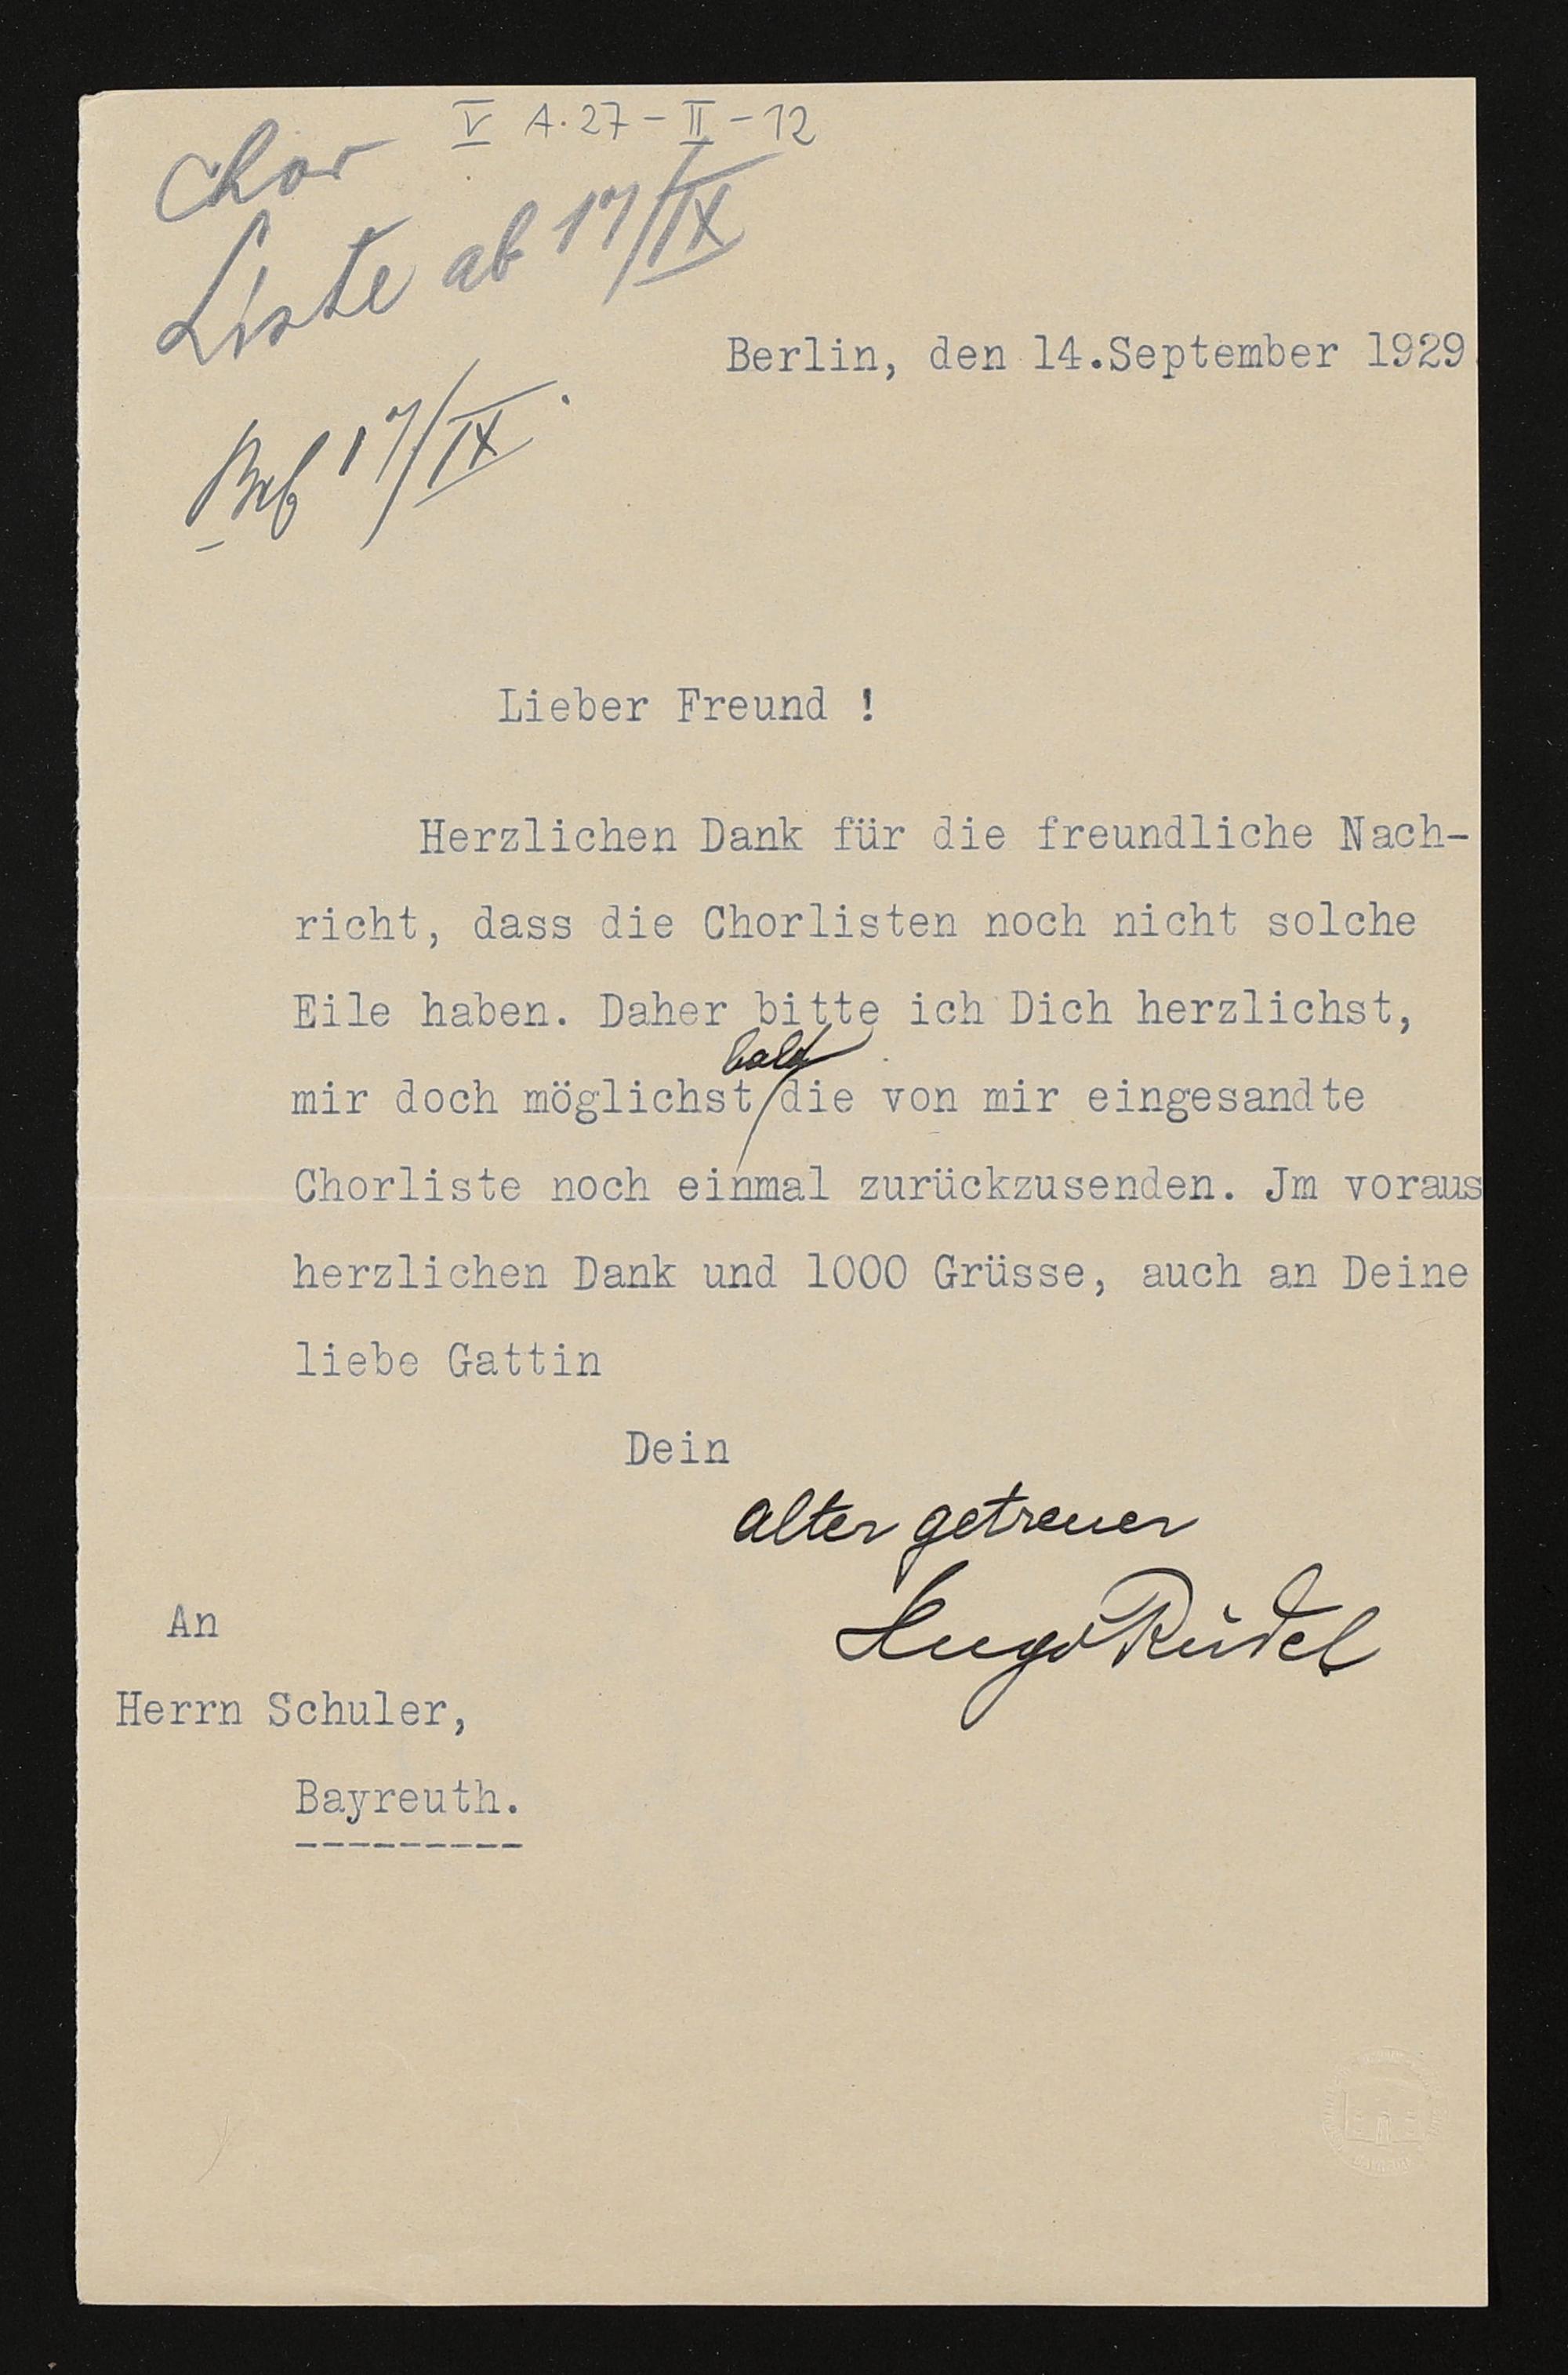 V A. 27 - II - 12
Chor
Liste ab 17/IX
Berlin, den 14.September 1929.
17/IX.
Lieber Freund !
Herzlichen Dank für die freundliche Nach-
richt, dass die Chorlisten noch nicht solche
Eile haben. Daher bitte ich Dich herzlichst,
bald
mir doch möglichst die von mir eingesandte
Chorliste noch einmal zurückzusenden. Jm voraus
herzlichen Dank und 1000 Grüsse, auch an Deine
liebe Gattin
Dein
alter getreuer
Hugo Rüdel
An
Herrn Schuler,
Bayreuth.
---------